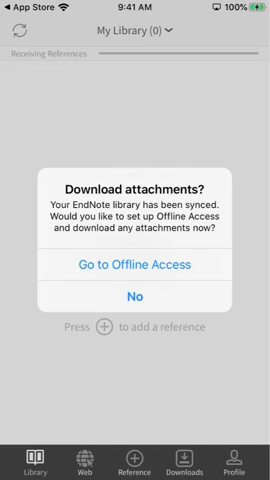 App Store 9:41 AM 100%
My Library (0)
Receiving References
Download attachments?
Your EndNote library has been synced.
Would you like to set up Offline Access
and download any attachments now?
Go to Offline Access
No
Press + to add a reference
Library Web Reference Downloads Profile